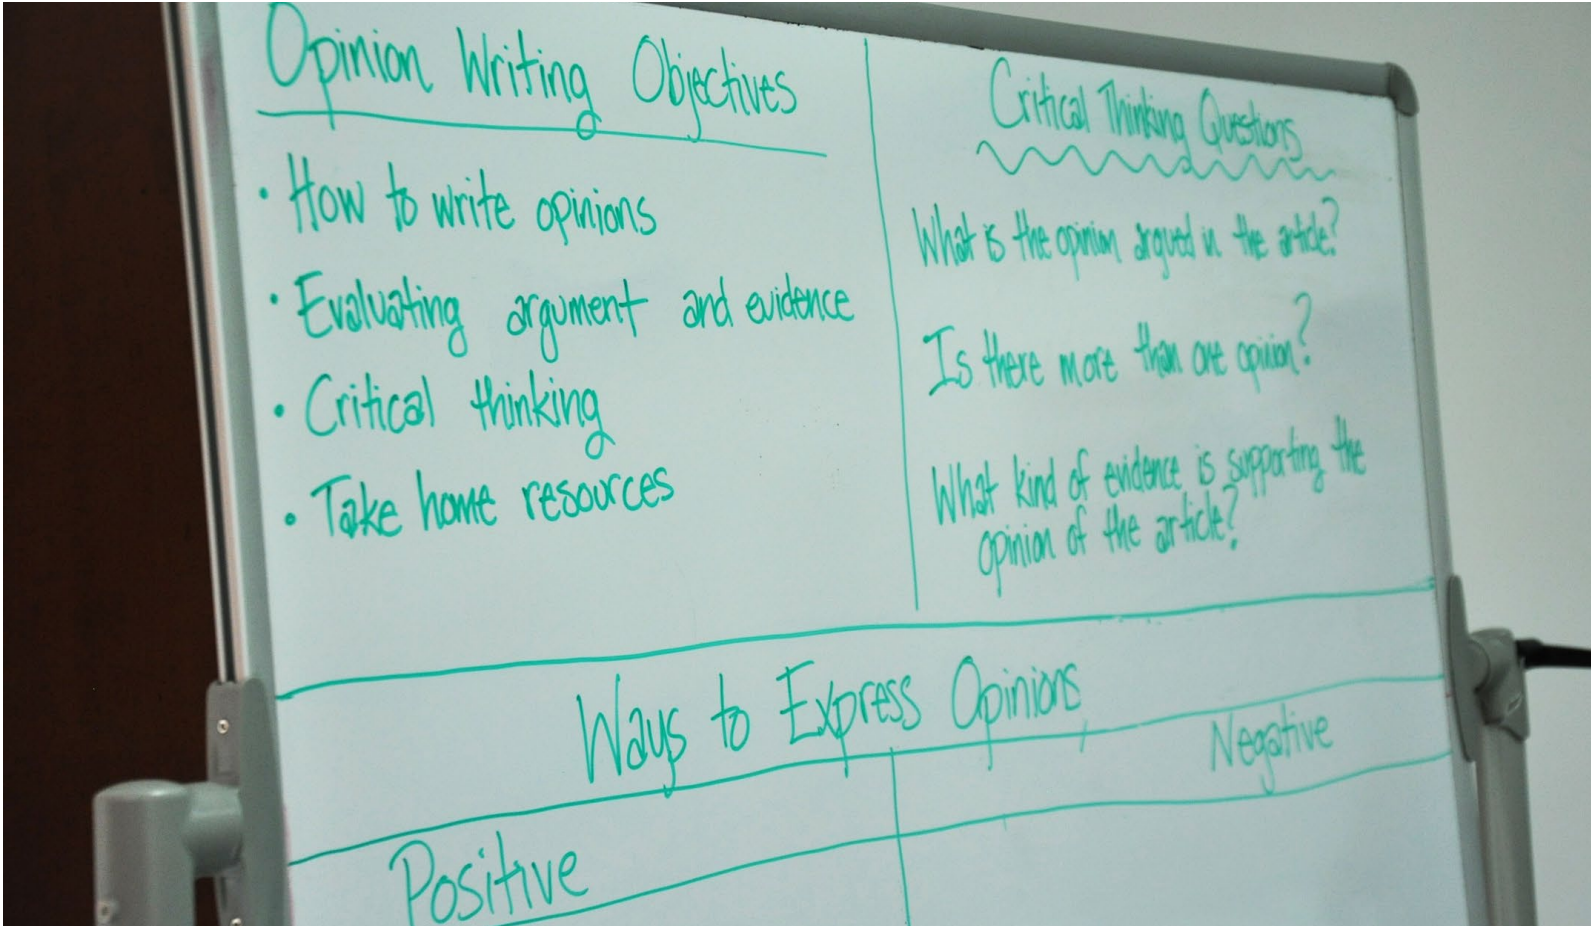 Opinion Writing Objectives
• How to write opinions
• Evaluating argument and evidence
• Critical thinking
• Take home resources
Critical Thinking Questions
What is the opinion argued in the article?
Is there more than one opinion?
What kind of evidence is supporting the
opinion of the article?
Ways to Express Opinions
Positive
Negative